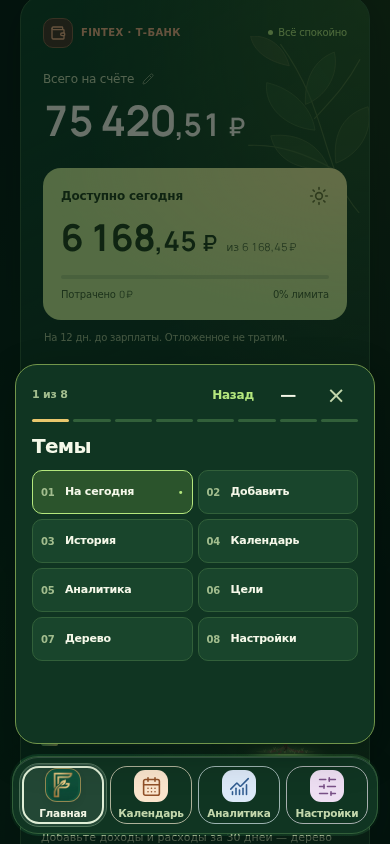 FINTEX · Т-БАНК
Всё спокойно
Всего на счёте
75 420,51 ₽
Доступно сегодня
6 168,45 ₽ из 6 168,45 ₽
Потрачено 0 ₽
0% лимита
На 12 дн. до зарплаты. Отложенное не тратим.
1 из 8
Назад
Темы
01 На сегодня
02 Добавить
03 История
04 Календарь
05 Аналитика
06 Цели
07 Дерево
08 Настройки
Главная
Календарь
Аналитика
Настройки
Добавьте доходы и расходы за 30 дней — дерево